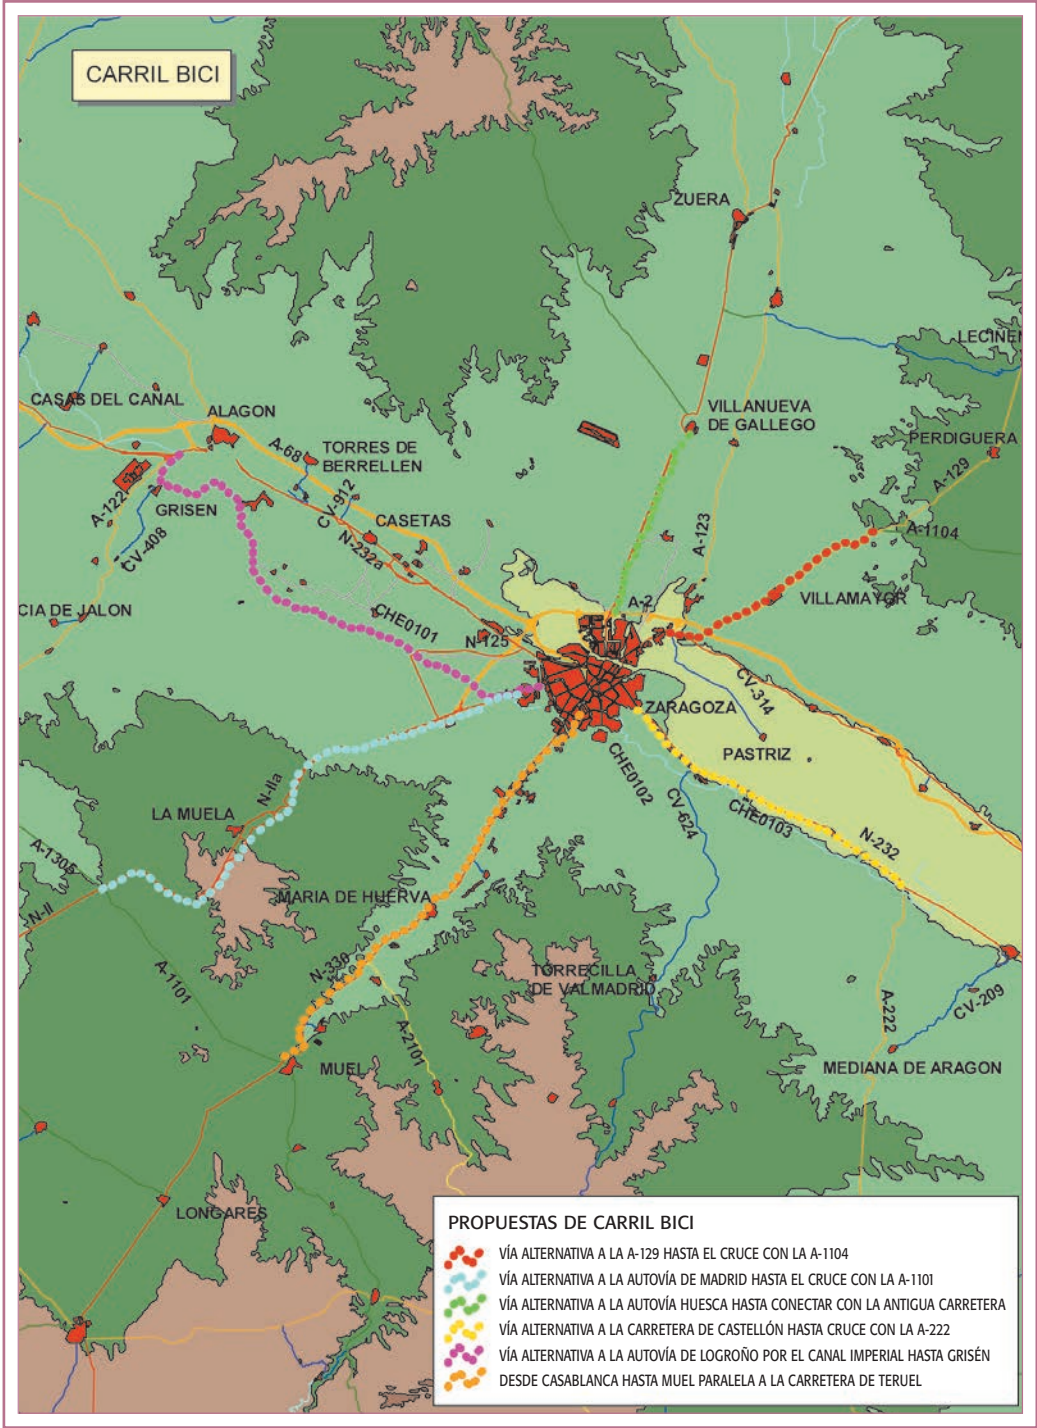 CARRIL BICI
ZUERA
LECIÑEN
CASAS DEL CANAL
ALAGON
VILLANUEVA
DE GALLEGO
A-68
TORRES DE
BERRELLEN
PERDIGUERA
A-129
A-122
GRISEN
CV-912
CASETAS
A-123
A-1104
CV-408
N-232a
A-2
VILLAMAYOR
CIA DE JALON
CHE0101
N-125
CV-314
ZARAGOZA
PASTRIZ
CHE0102
N-IIa
CV-624
CHE0103
LA MUELA
N-232
A-1305
MARIA DE HUERVA
N-II
N-330
A-1101
TORRECILLA
DE VALMADRID
A-222
CV-209
A-2101
MUEL
MEDIANA DE ARAGON
LONGARES
PROPUESTAS DE CARRIL BICI
VÍA ALTERNATIVA A LA A-129 HASTA EL CRUCE CON LA A-1104
VÍA ALTERNATIVA A LA AUTOVÍA DE MADRID HASTA EL CRUCE CON LA A-1101
VÍA ALTERNATIVA A LA AUTOVÍA HUESCA HASTA CONECTAR CON LA ANTIGUA CARRETERA
VÍA ALTERNATIVA A LA CARRETERA DE CASTELLÓN HASTA CRUCE CON LA A-222
VÍA ALTERNATIVA A LA AUTOVÍA DE LOGROÑO POR EL CANAL IMPERIAL HASTA GRISÉN
DESDE CASABLANCA HASTA MUEL PARALELA A LA CARRETERA DE TERUEL